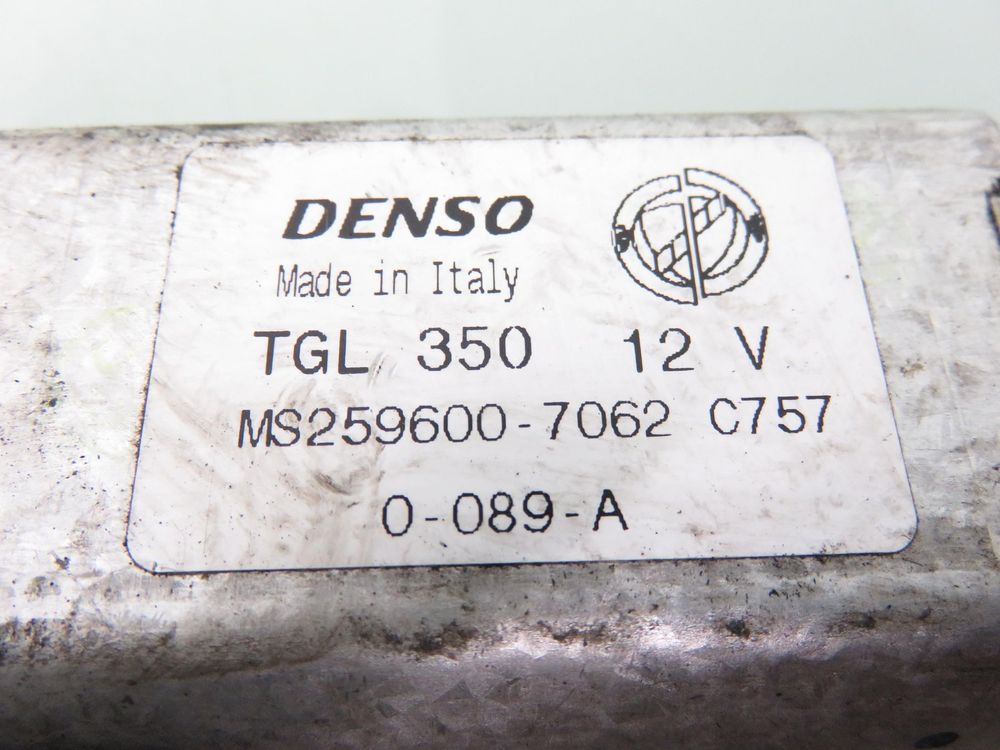 DENSO
Made in Italy
TGL 350 12 V
MS259600-7062 C757
0-089-A